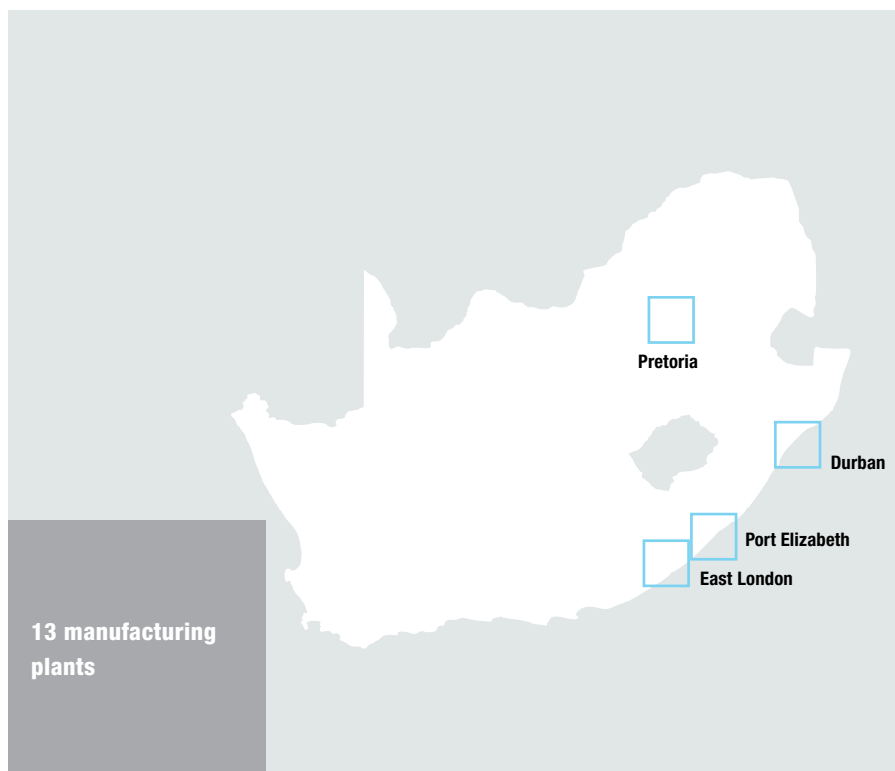 Pretoria
Durban
Port Elizabeth
East London
13 manufacturing
plants